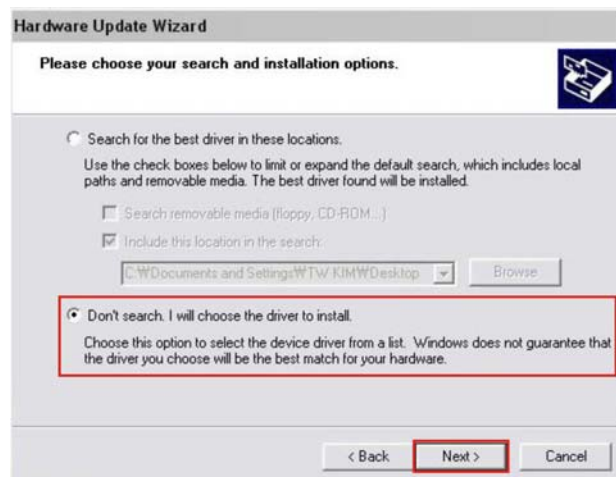 Hardware Update Wizard
Please choose your search and installation options.
Search for the best driver in these locations.
Use the check boxes below to limit or expand the default search, which includes local
paths and removable media. The best driver found will be installed.
Search removable media (floppy, CD-ROM...)
Include this location in the search:
C:₩Documents and Settings₩TW KIM₩Desktop
Browse
Don't search. I will choose the driver to install.
Choose this option to select the device driver from a list. Windows does not guarantee that
the driver you choose will be the best match for your hardware.
< Back
Next >
Cancel